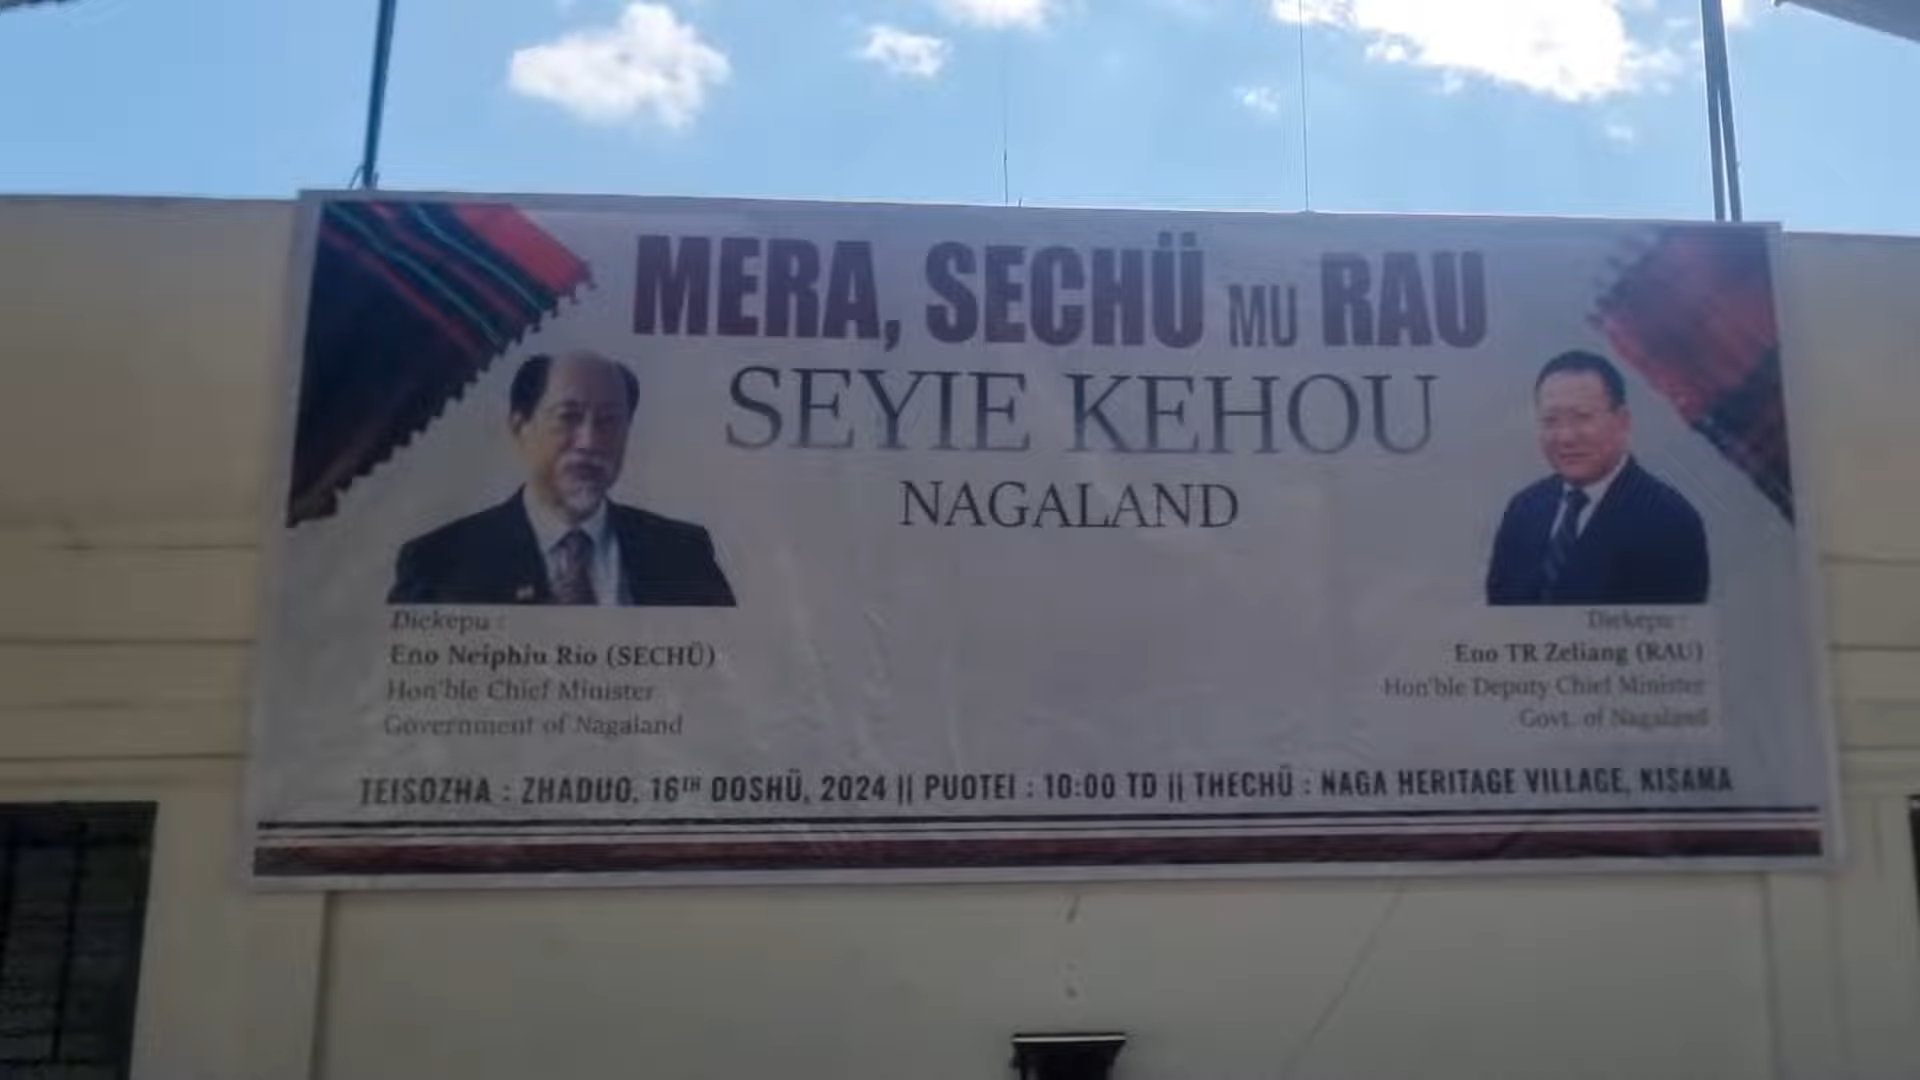 MERA, SECHÜ MU RAU
SEYIE KEHOU
NAGALAND
Diekepu :
Eno Neiphiu Rio (SECHÜ)
Hon'ble Chief Minister
Government of Nagaland
Diekepu :
Eno TR Zeliang (RAU)
Hon'ble Deputy Chief Minister
Govt. of Nagaland
TEISOZHA : ZHADUO, 16TH DOSHÜ, 2024 || PUOTEI : 10:00 TD || THECHÜ : NAGA HERITAGE VILLAGE, KISAMA